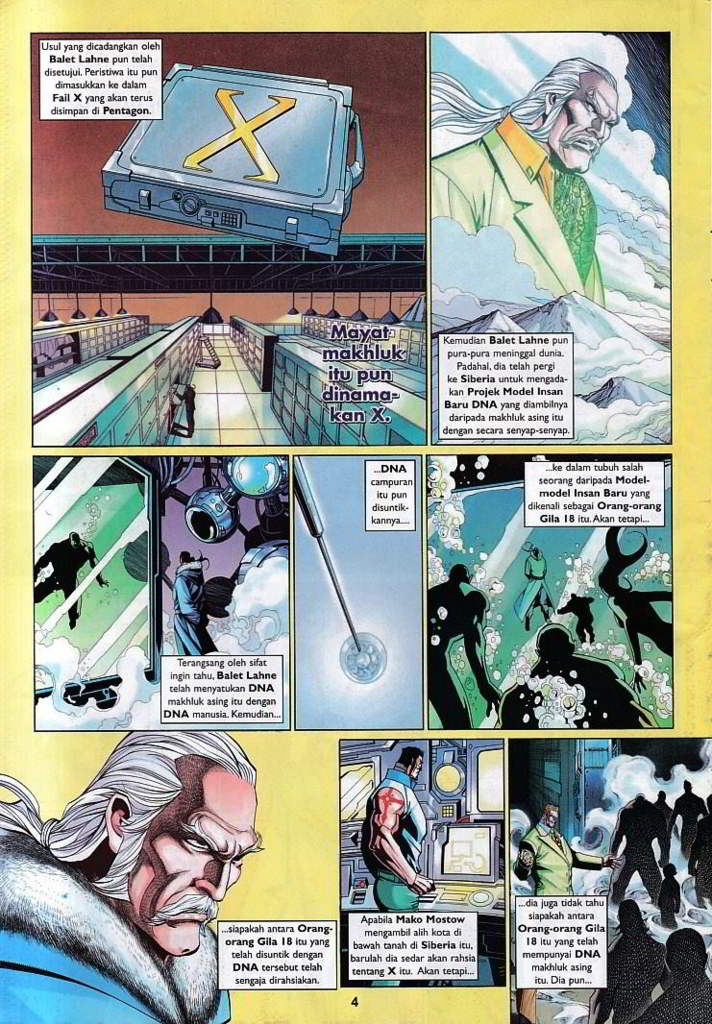 Usul yang dicadangkan oleh
Balet Lahne pun telah
disetujui. Peristiwa itu pun
dimasukkan ke dalam
Fail X yang akan terus
disimpan di Pentagon.
X
Mayat
makhluk
itu pun
dinama-
kan X.
Kemudian Balet Lahne pun
pura-pura meninggal dunia.
Padahal, dia telah pergi
ke Siberia untuk mengada-
kan Projek Model Insan
Baru DNA yang diambilnya
daripada makhluk asing itu
dengan secara senyap-senyap.
Terangsang oleh sifat
ingin tahu, Balet Lahne
telah menyatukan DNA
makhluk asing itu dengan
DNA manusia. Kemudian...
...DNA
campuran
itu pun
disuntik-
kannya....
...ke dalam tubuh salah
seorang daripada Model-
model Insan Baru yang
dikenali sebagai Orang-orang
Gila 18 itu. Akan tetapi...
...siapakah antara Orang-
orang Gila 18 itu yang
telah disuntik dengan
DNA tersebut telah
sengaja dirahsiakan.
Apabila Mako Mostow
mengambil alih kota di
bawah tanah di Siberia itu,
barulah dia sedar akan rahsia
tentang X itu. Akan tetapi...
...dia juga tidak tahu
siapakah antara
Orang-orang Gila
18 itu yang telah
mempunyai DNA
makhluk asing
itu. Dia pun...
4